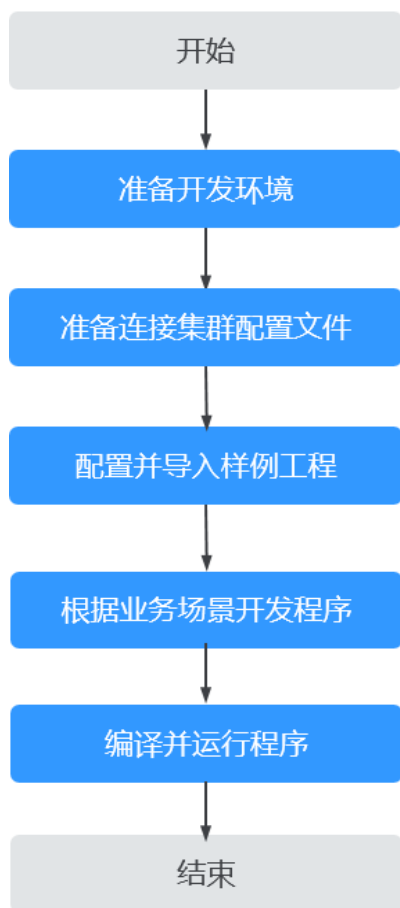 开始
准备开发环境
准备连接集群配置文件
配置并导入样例工程
根据业务场景开发程序
编译并运行程序
结束